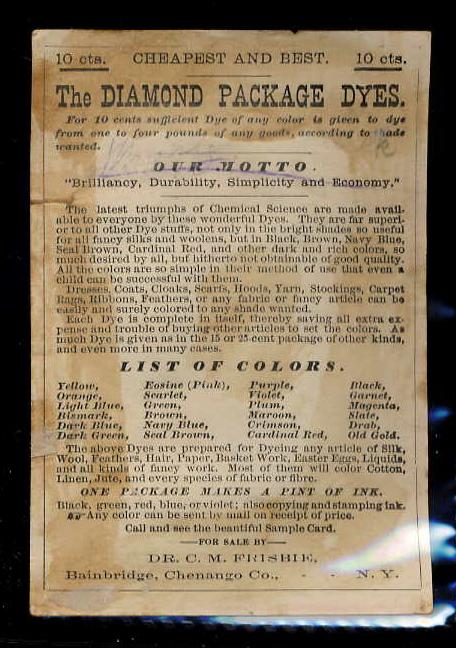 10 cts. CHEAPEST AND BEST. 10 cts.
The DIAMOND PACKAGE DYES.
For 10 cents sufficient Dye of any color is given to dye
from one to four pounds of any goods, according to shade
wanted.
OUR MOTTO.
"Brilliancy, Durability, Simplicity and Economy."
The latest triumphs of Chemical Science are made avail-
able to everyone by these wonderful Dyes. They are far superi-
or to all other Dye stuffs, not only in the bright shades so useful
for all fancy silks and woolens, but in Black, Brown, Navy Blue,
Seal Brown, Cardinal Red, and other dark and rich colors, so
much desired by all, but hitherto not obtainable of good quality.
All the colors are so simple in their method of use that even a
child can be successful with them.
Dresses, Coats, Cloaks, Scarfs, Hoods, Yarn, Stockings, Carpet
Rags, Ribbons, Feathers, or any fabric or fancy article can be
easily and surely colored to any shade wanted.
Each Dye is complete in itself, thereby saving all extra ex-
pense and trouble of buying other articles to set the colors. As
much Dye is given as in the 15 or 25-cent package of other kinds,
and even more in many cases.
LIST OF COLORS.
Yellow, Eosine (Pink), Purple, Black,
Orange, Scarlet, Violet, Garnet,
Light Blue, Green, Plum, Magenta,
Bismark, Brown, Maroon, Slate,
Dark Blue, Navy Blue, Crimson, Drab,
Dark Green, Seal Brown, Cardinal Red, Old Gold.
The above Dyes are prepared for Dyeing any article of Silk,
Wool, Feathers, Hair, Paper, Basket Work, Easter Eggs, Liquids,
and all kinds of fancy work. Most of them will color Cotton,
Linen, Jute, and every species of fabric or fibre.
ONE PACKAGE MAKES A PINT OF INK.
Black, green, red, blue, or violet; also copying and stamping ink.
Any color can be sent by mail on receipt of price.
Call and see the beautiful Sample Card.
—FOR SALE BY—
DR. C. M. FRISBIE,
Bainbridge, Chenango Co., - - N. Y.